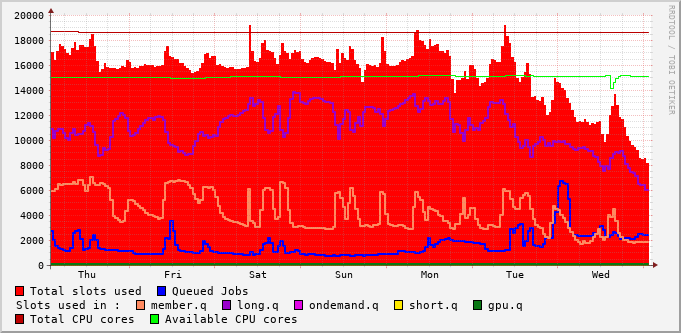 20000
18000
16000
14000
12000
10000
8000
6000
4000
2000
0
Thu Fri Sat Sun Mon Tue Wed
RRDTOOL / TOBI OETIKER
Total slots used Queued Jobs
Slots used in : member.q long.q ondemand.q short.q gpu.q
Total CPU cores Available CPU cores